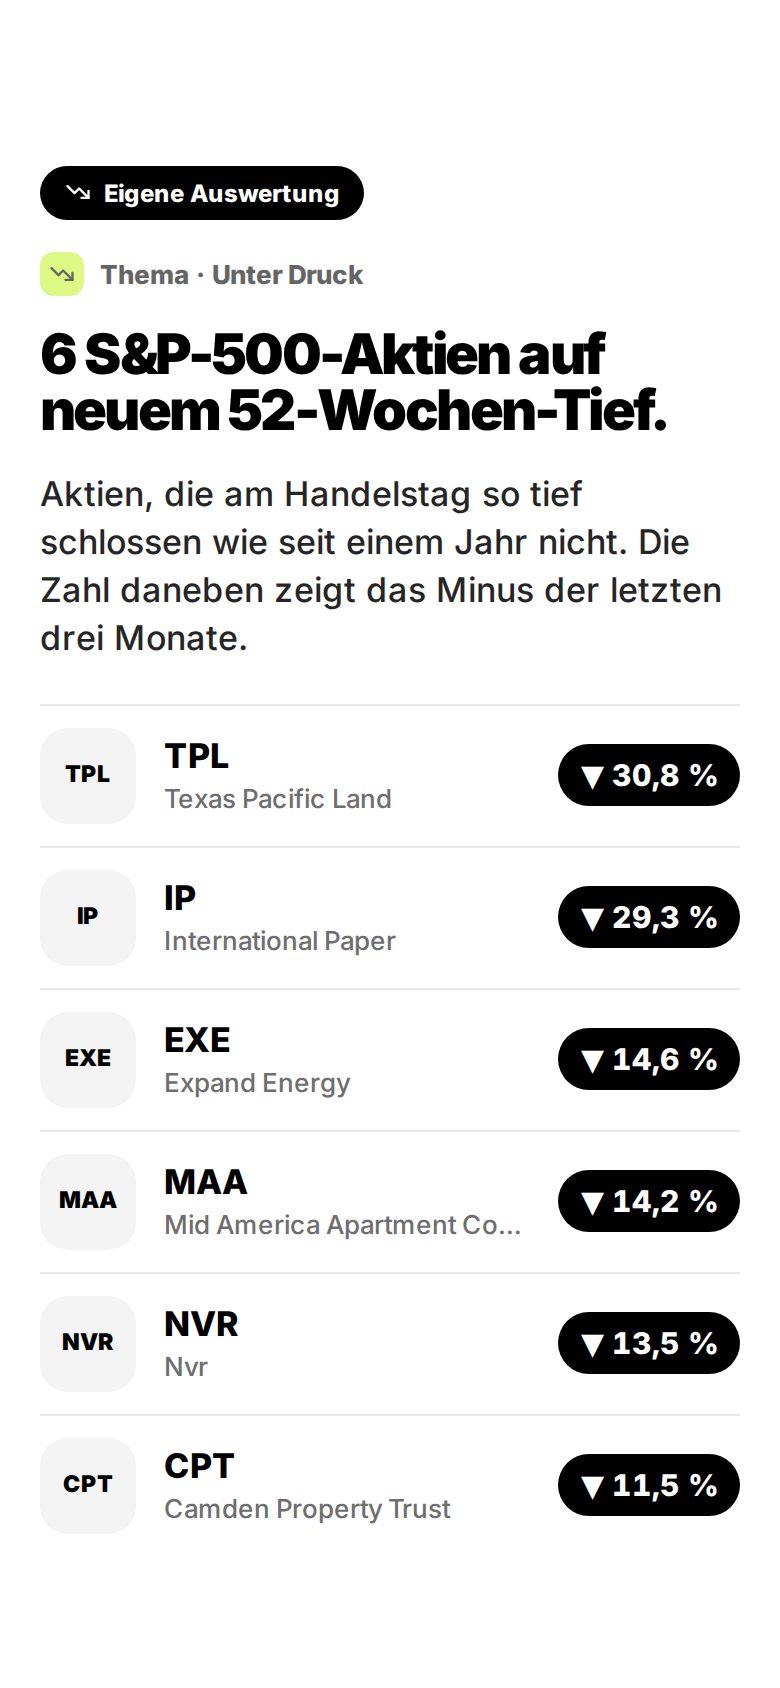 Eigene Auswertung
Thema · Unter Druck
6 S&P-500-Aktien auf
neuem 52-Wochen-Tief.
Aktien, die am Handelstag so tief
schlossen wie seit einem Jahr nicht. Die
Zahl daneben zeigt das Minus der letzten
drei Monate.
TPL
TPL
Texas Pacific Land
▼ 30,8 %
IP
IP
International Paper
▼ 29,3 %
EXE
EXE
Expand Energy
▼ 14,6 %
MAA
MAA
Mid America Apartment Co...
▼ 14,2 %
NVR
NVR
Nvr
▼ 13,5 %
CPT
CPT
Camden Property Trust
▼ 11,5 %